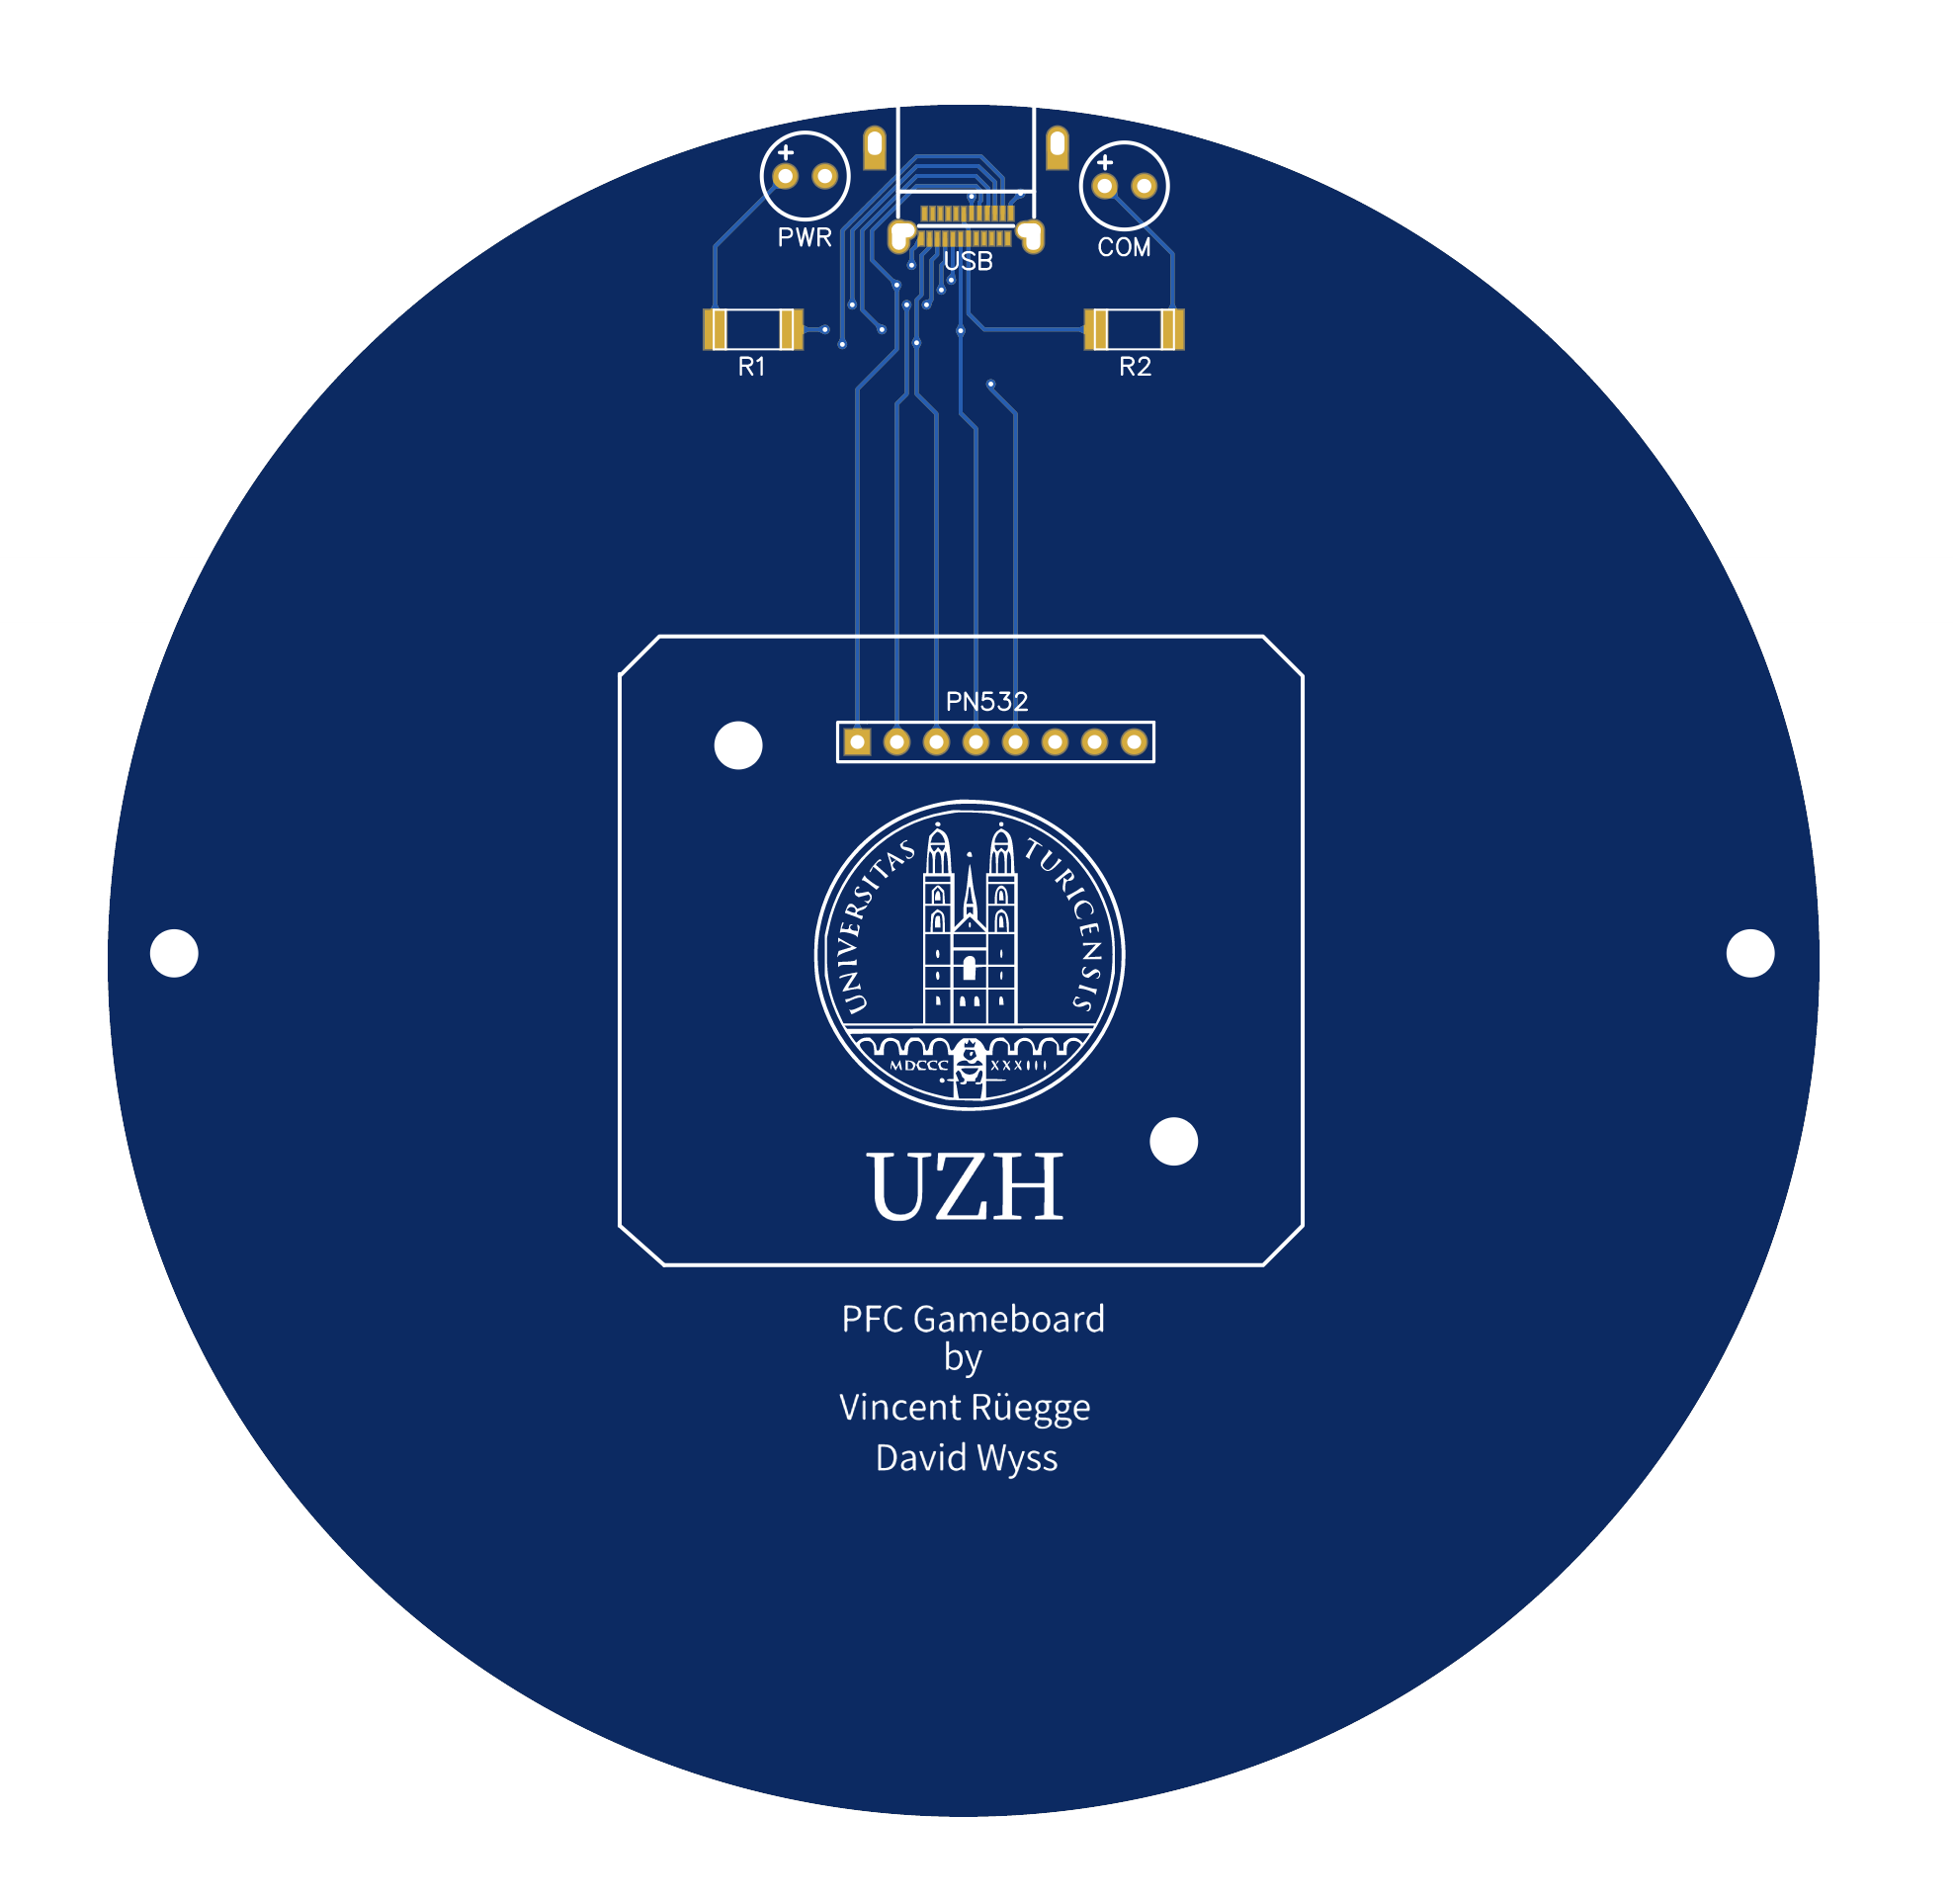 +
+
PWR
USB
COM
R1
R2
PN532
UNIVERSITAS TURICENSIS
MDCCC XXXIII
UZH
PFC Gameboard
by
Vincent Rüegge
David Wyss